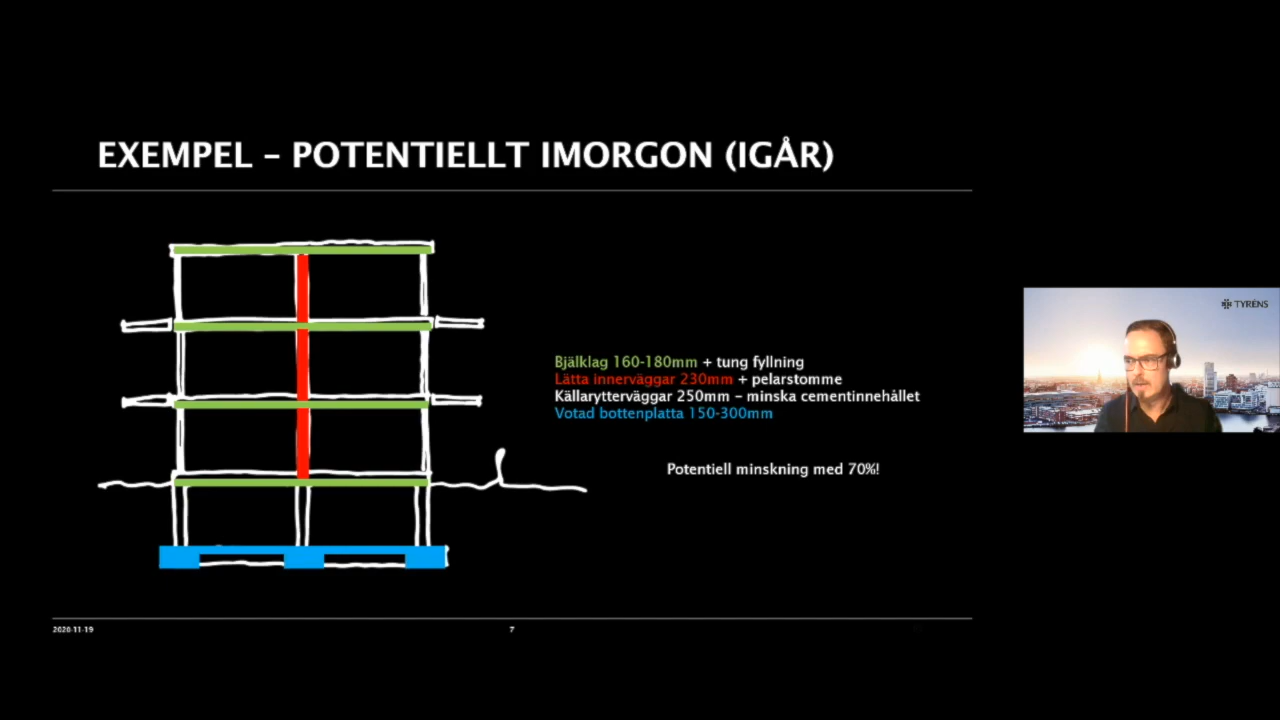 EXEMPEL – POTENTIELLT IMORGON (IGÅR)
Bjälklag 160-180mm + tung fyllning
Lätta innerväggar 230mm + pelarstomme
Källarytterväggar 250mm – minska cementinnehållet
Votad bottenplatta 150-300mm
Potentiell minskning med 70%!
2020-11-19
7
TYRÉNS